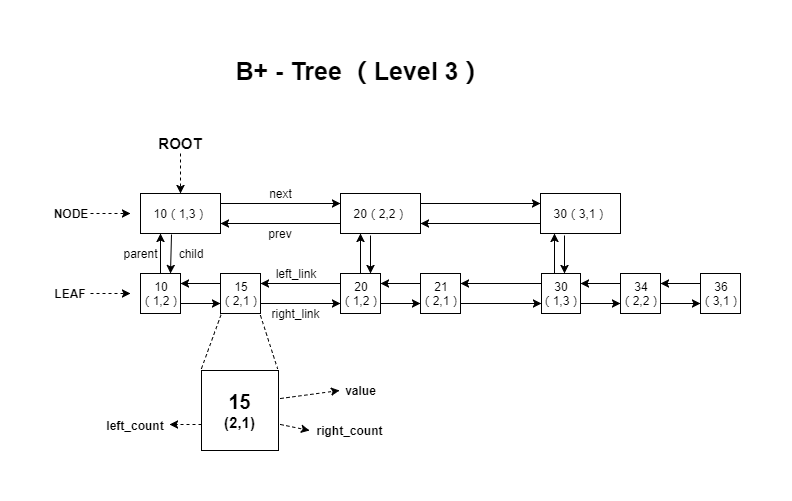 B+ - Tree ( Level 3 )
ROOT
NODE
10 ( 1,3 )
next
prev
20 ( 2,2 )
30 ( 3,1 )
parent
child
left_link
right_link
LEAF
10
( 1,2 )
15
( 2,1 )
20
( 1,2 )
21
( 2,1 )
30
( 1,3 )
34
( 2,2 )
36
( 3,1 )
15
(2,1)
value
left_count
right_count